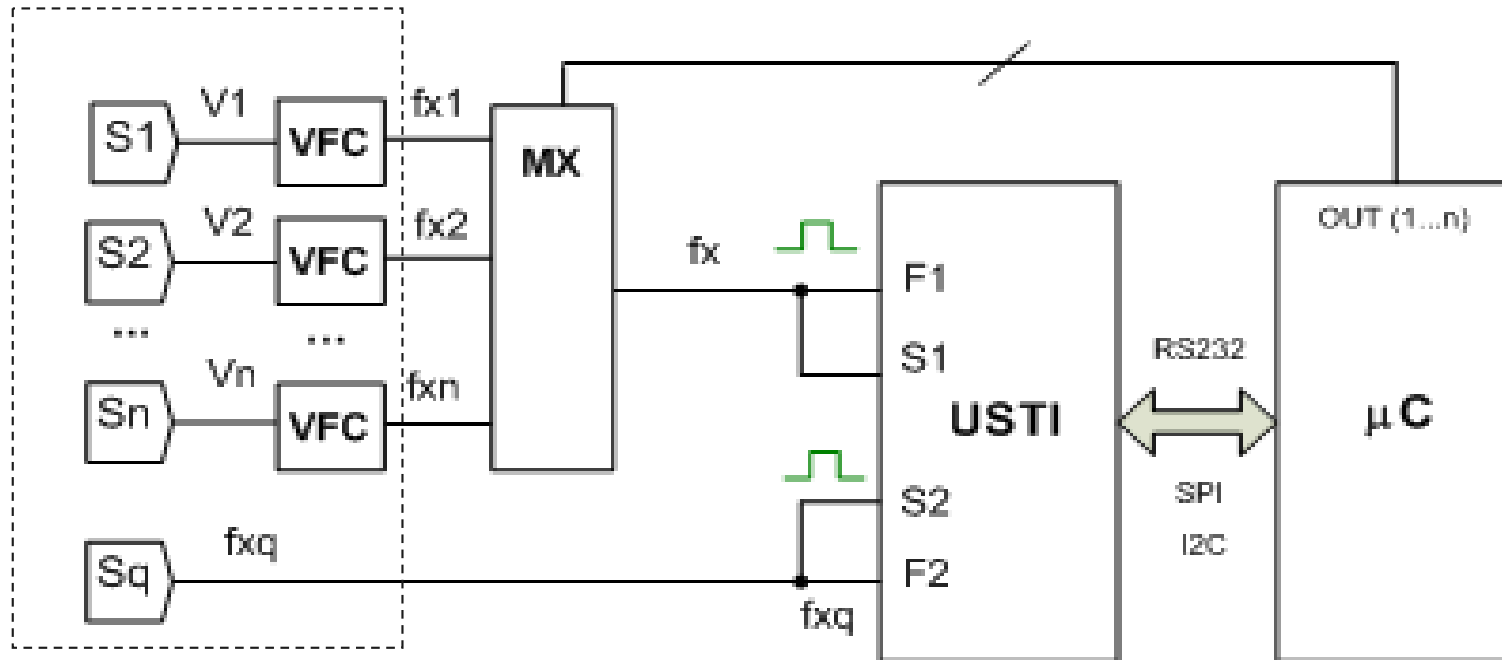 S1 V1 VFC fx1
MX
OUT (1...n)
S2 V2 VFC fx2
fx
F1
...
...
S1
RS232
Sn Vn VFC fxn
USTI
μC
S2
SPI
I2C
Sq fxq
F2
fxq